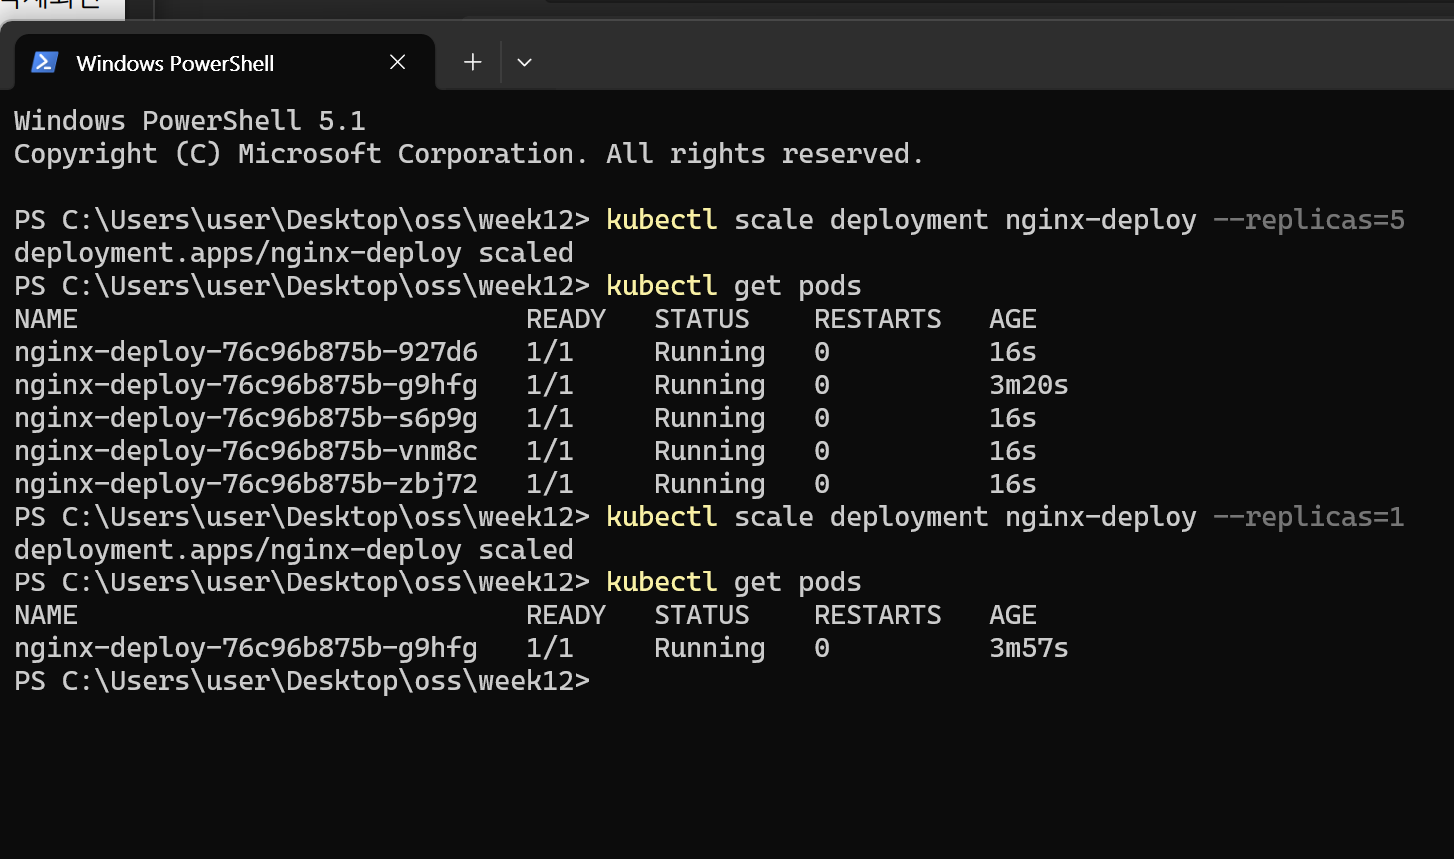 Windows PowerShell
Windows PowerShell 5.1
Copyright (C) Microsoft Corporation. All rights reserved.
PS C:\Users\user\Desktop\oss\week12> kubectl scale deployment nginx-deploy --replicas=5
deployment.apps/nginx-deploy scaled
PS C:\Users\user\Desktop\oss\week12> kubectl get pods
NAME READY STATUS RESTARTS AGE
nginx-deploy-76c96b875b-927d6 1/1 Running 0 16s
nginx-deploy-76c96b875b-g9hfg 1/1 Running 0 3m20s
nginx-deploy-76c96b875b-s6p9g 1/1 Running 0 16s
nginx-deploy-76c96b875b-vnm8c 1/1 Running 0 16s
nginx-deploy-76c96b875b-zbj72 1/1 Running 0 16s
PS C:\Users\user\Desktop\oss\week12> kubectl scale deployment nginx-deploy --replicas=1
deployment.apps/nginx-deploy scaled
PS C:\Users\user\Desktop\oss\week12> kubectl get pods
NAME READY STATUS RESTARTS AGE
nginx-deploy-76c96b875b-g9hfg 1/1 Running 0 3m57s
PS C:\Users\user\Desktop\oss\week12>